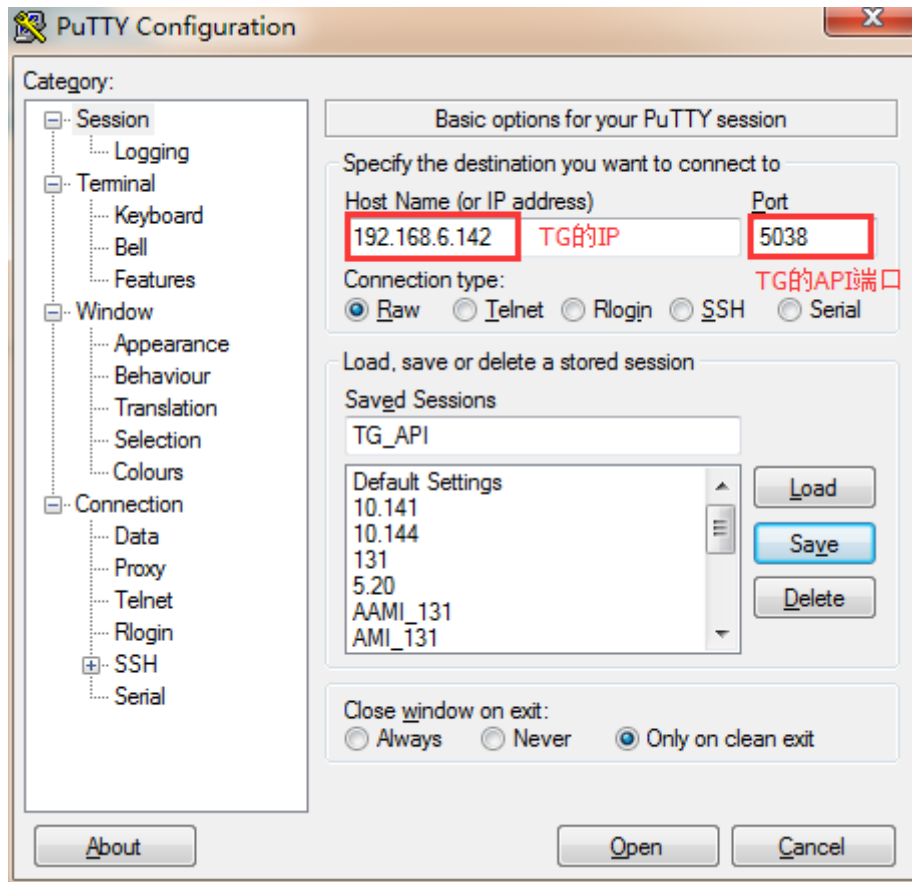 PuTTY Configuration
X
Category:
Session
Logging
Terminal
Keyboard
Bell
Features
Window
Appearance
Behaviour
Translation
Selection
Colours
Connection
Data
Proxy
Telnet
Rlogin
SSH
Serial
Basic options for your PuTTY session
Specify the destination you want to connect to
Host Name (or IP address) Port
192.168.6.142 TG的IP 5038
Connection type: TG的API端口
Raw Telnet Rlogin SSH Serial
Load, save or delete a stored session
Saved Sessions
TG_API
Default Settings
10.141
10.144
131
5.20
AAMI_131
AMI_131
Load
Save
Delete
Close window on exit:
Always Never Only on clean exit
About Open Cancel